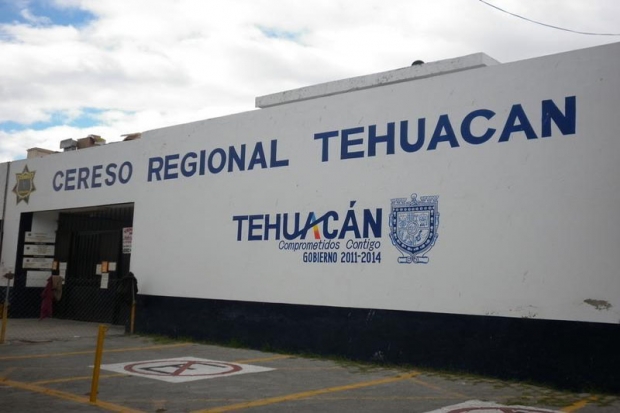 CERESO REGIONAL TEHUACAN
TEHUACÁN
Comprometidos Contigo
GOBIERNO 2011-2014